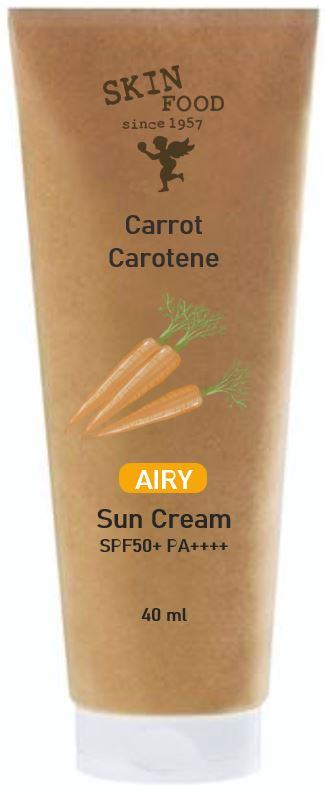 SKIN
FOOD
since 1957
Carrot
Carotene
AIRY
Sun Cream
SPF50+ PA++++
40 ml